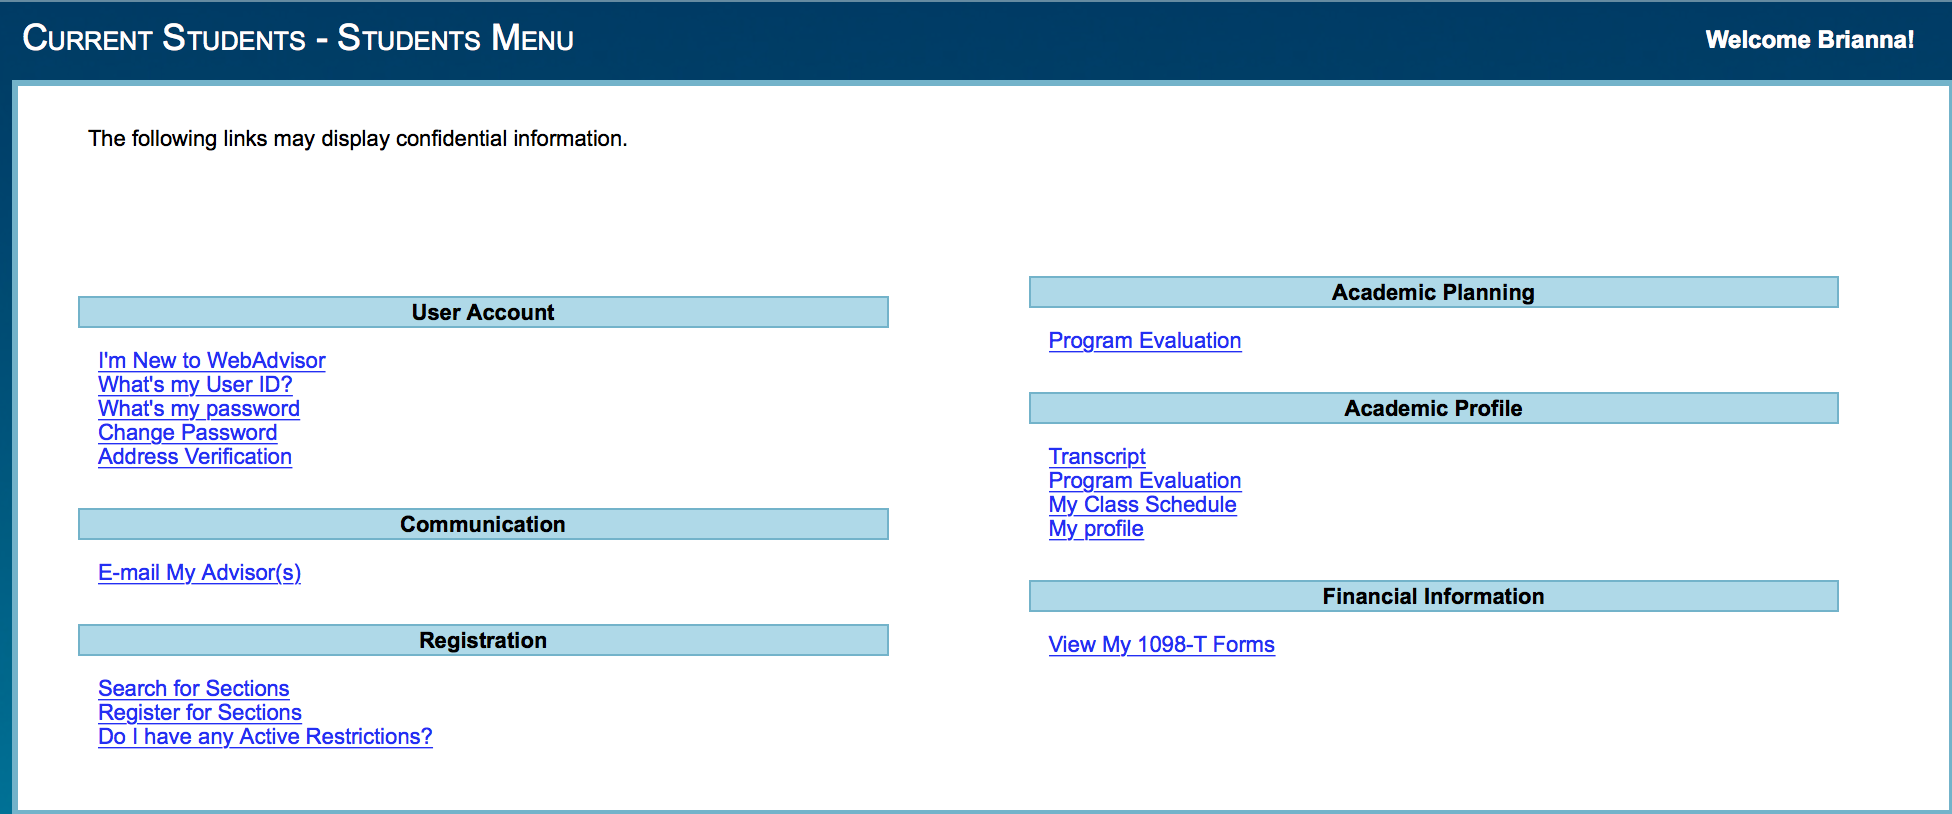 Current Students - Students Menu
Welcome Brianna!
The following links may display confidential information.
User Account
I'm New to WebAdvisor
What's my User ID?
What's my password
Change Password
Address Verification
Communication
E-mail My Advisor(s)
Registration
Search for Sections
Register for Sections
Do I have any Active Restrictions?
Academic Planning
Program Evaluation
Academic Profile
Transcript
Program Evaluation
My Class Schedule
My profile
Financial Information
View My 1098-T Forms